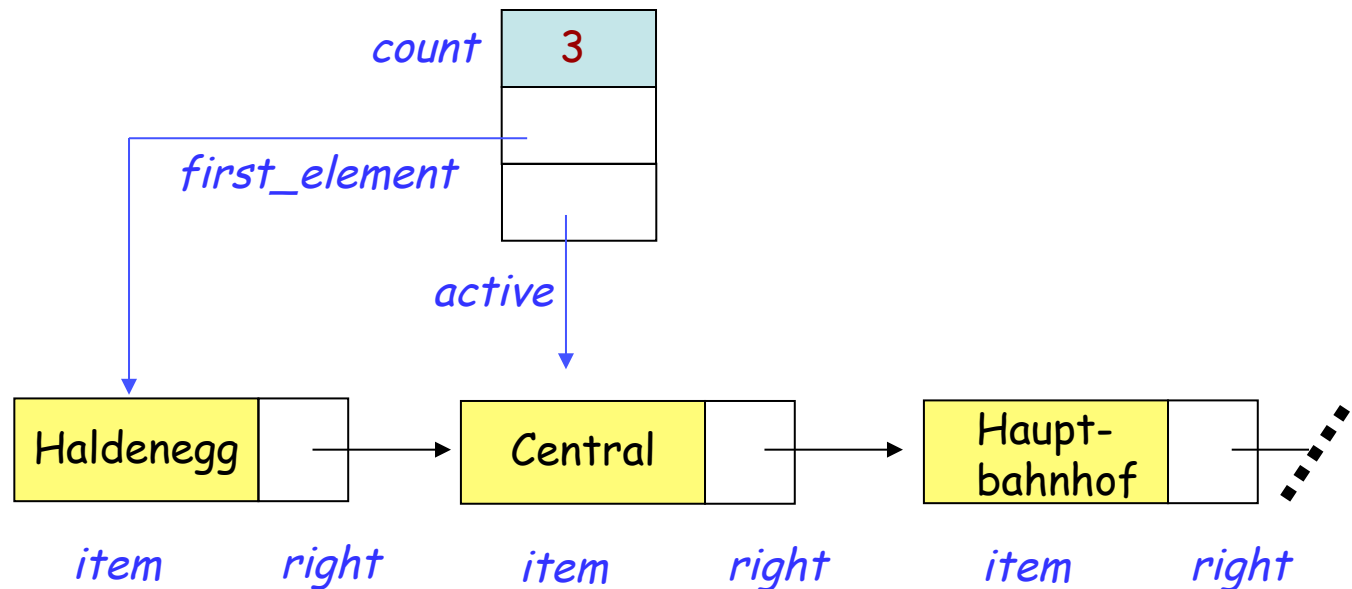 count 3
first_element
active
Haldenegg
Central
Haupt-
bahnhof
item right item right item right